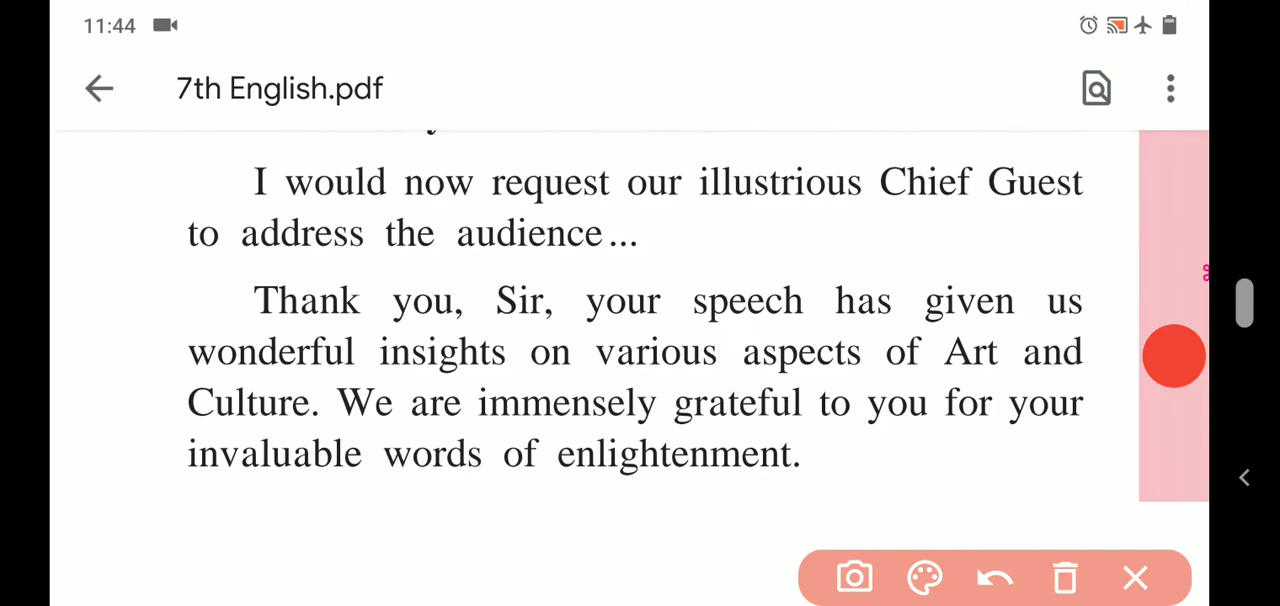 11:44
7th English.pdf
I would now request our illustrious Chief Guest
to address the audience...
Thank you, Sir, your speech has given us
wonderful insights on various aspects of Art and
Culture. We are immensely grateful to you for your
invaluable words of enlightenment.